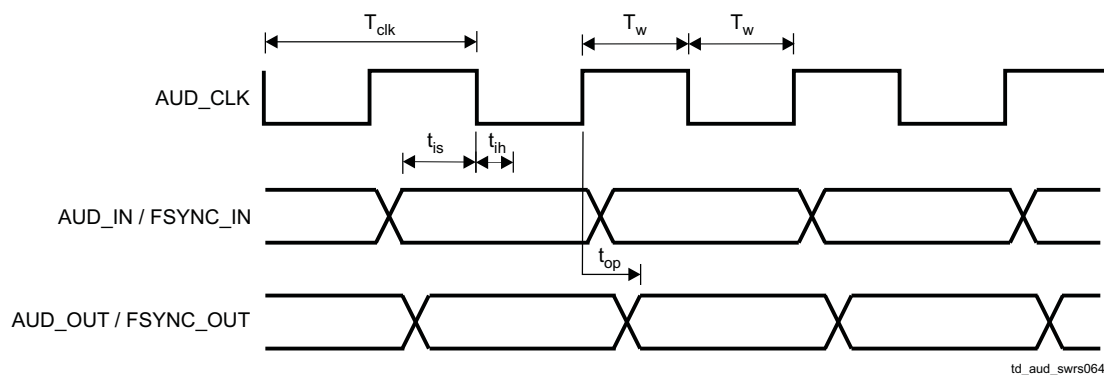 T_clk
T_w
T_w
AUD_CLK
t_is
t_ih
AUD_IN / FSYNC_IN
t_op
AUD_OUT / FSYNC_OUT
td_aud_swrs064